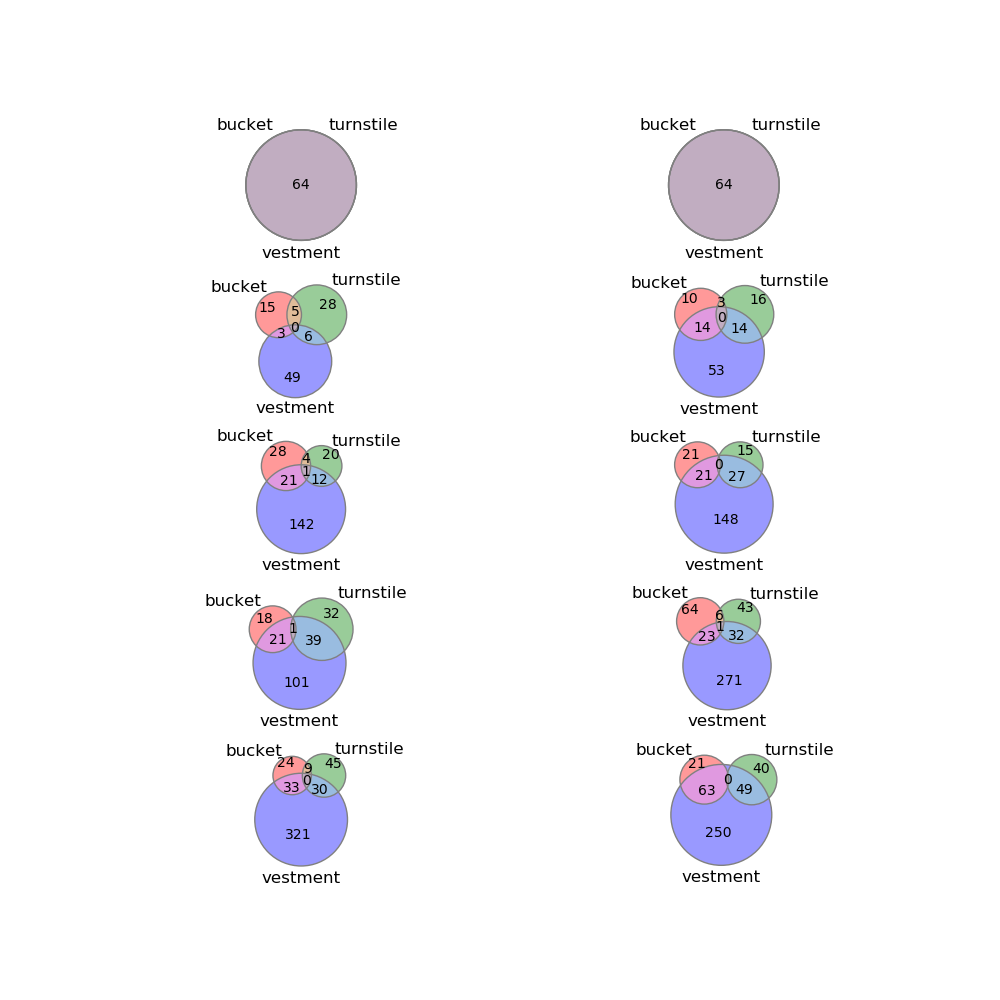 bucket turnstile
64
vestment
bucket turnstile
64
vestment
bucket turnstile
15 5 28
0
3 6
49
vestment
bucket turnstile
10 3 16
0
14 14
53
vestment
bucket turnstile
28 4 20
1
21 12
142
vestment
bucket turnstile
21 0 15
21 27
148
vestment
bucket turnstile
18 1 32
21 39
101
vestment
bucket turnstile
64 6 43
1
23 32
271
vestment
bucket turnstile
24 9 45
0
33 30
321
vestment
bucket turnstile
21 0 40
63 49
250
vestment